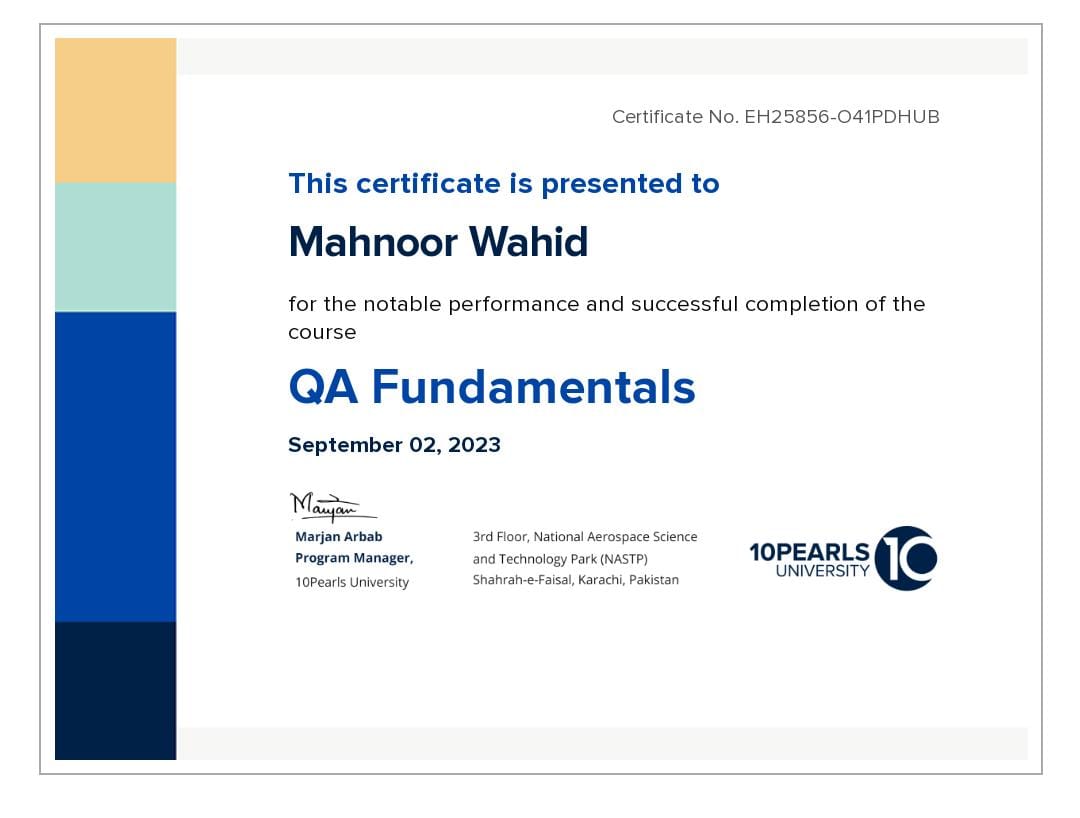 Certificate No. EH25856-O41PDHUB
This certificate is presented to
Mahnoor Wahid
for the notable performance and successful completion of the
course
QA Fundamentals
September 02, 2023
Marjan
Marjan Arbab
Program Manager,
10Pearls University
3rd Floor, National Aerospace Science
and Technology Park (NASTP)
Shahrah-e-Faisal, Karachi, Pakistan
10PEARLS
UNIVERSITY
10